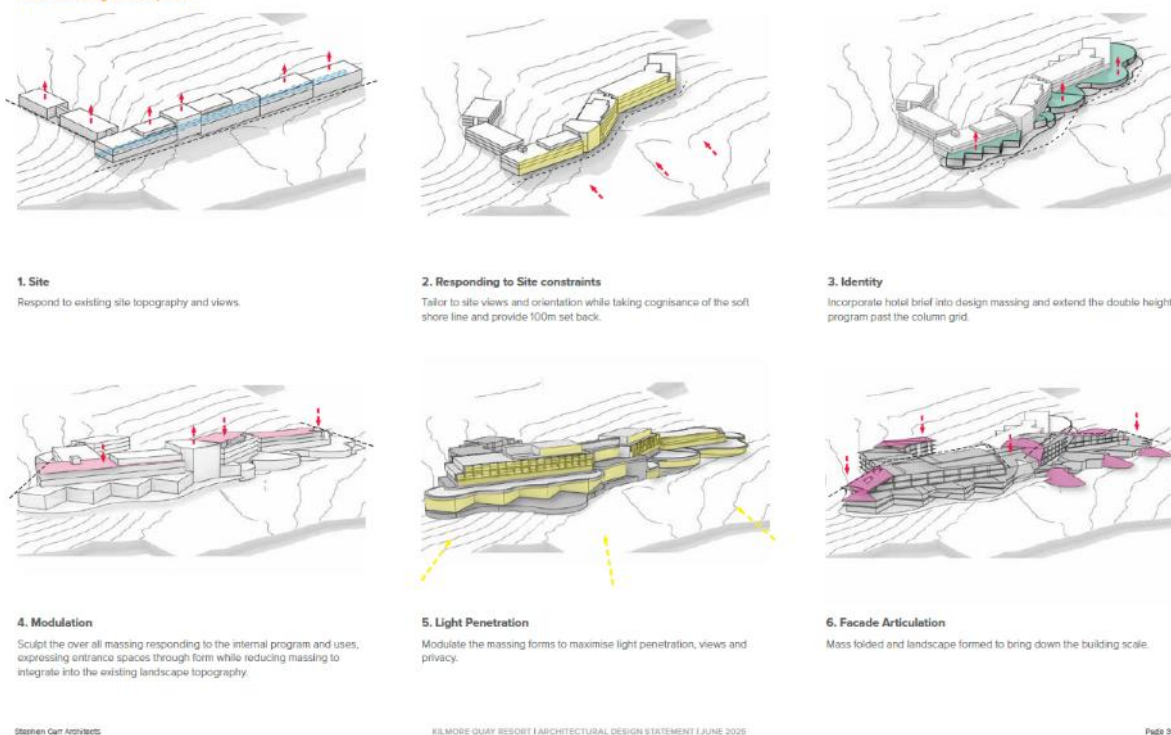 1. Site
Respond to existing site topography and views.
2. Responding to Site constraints
Tailor to site views and orientation while taking cognisance of the soft
shore line and provide 100m set back.
3. Identity
Incorporate hotel brief into design massing and extend the double height
program past the column grid.
4. Modulation
Sculpt the over all massing responding to the internal program and uses,
expressing entrance spaces through form while reducing massing to
integrate into the existing landscape topography.
5. Light Penetration
Modulate the massing forms to maximise light penetration, views and
privacy.
6. Facade Articulation
Mass folded and landscape formed to bring down the building scale.
Stephen Carr Architects
KILMORE QUAY RESORT I ARCHITECTURAL DESIGN STATEMENT I JUNE 2025
Page 3